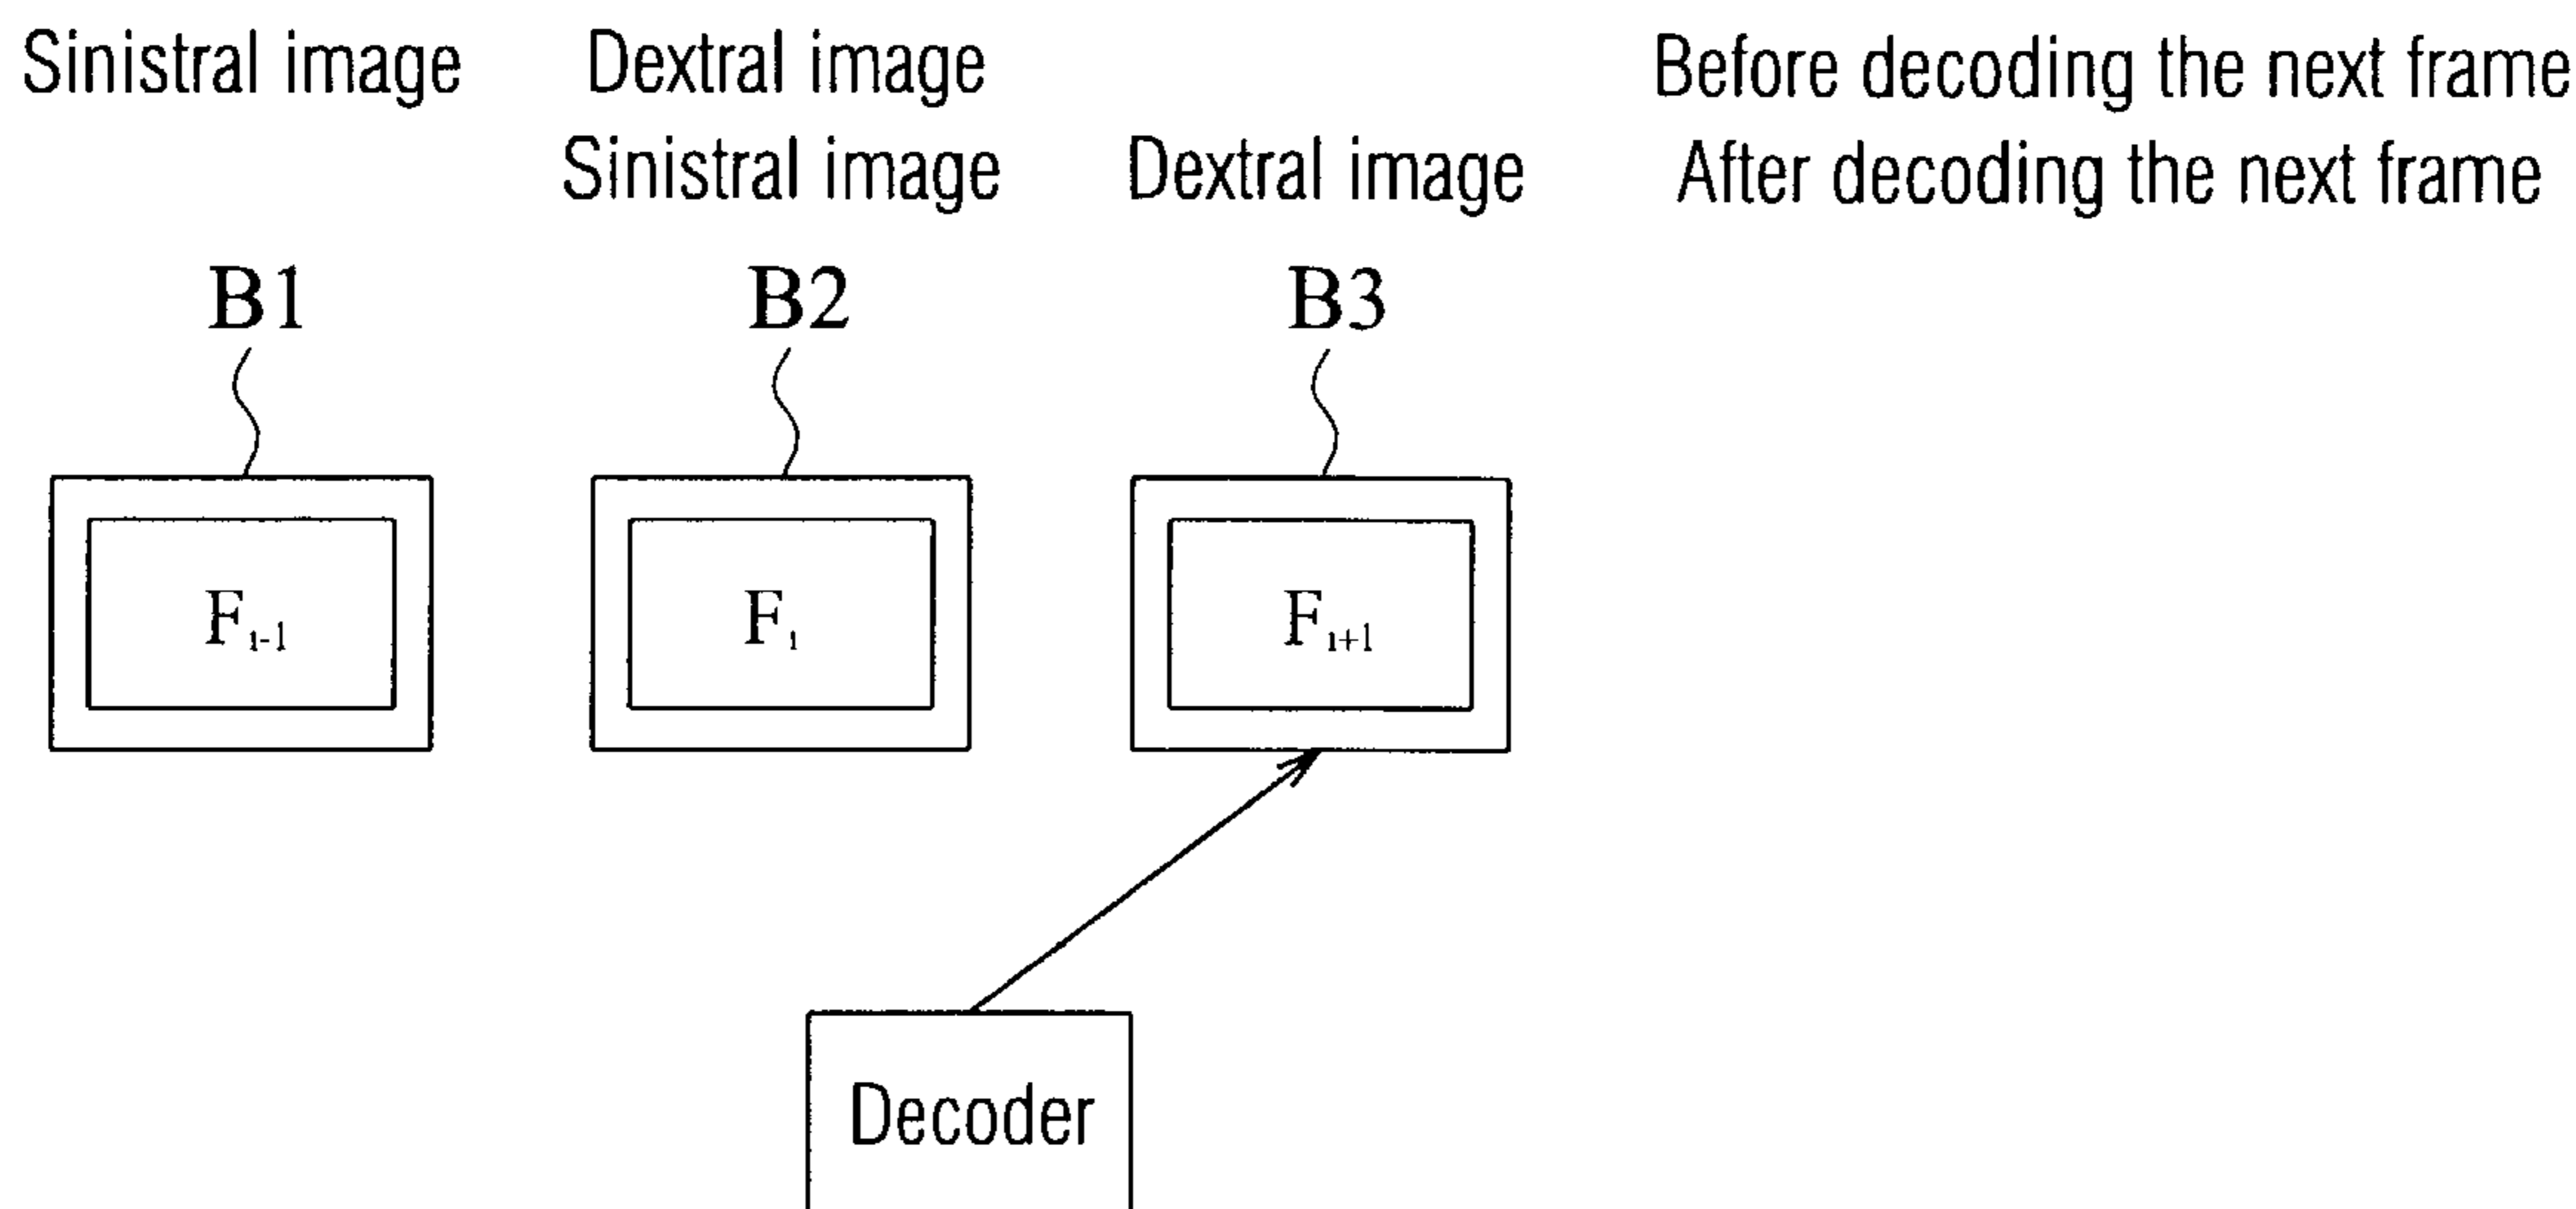 Sinistral image Dextral image Before decoding the next frame
Sinistral image Dextral image After decoding the next frame
B1 B2 B3
Fi-1 Fi Fi+1
Decoder